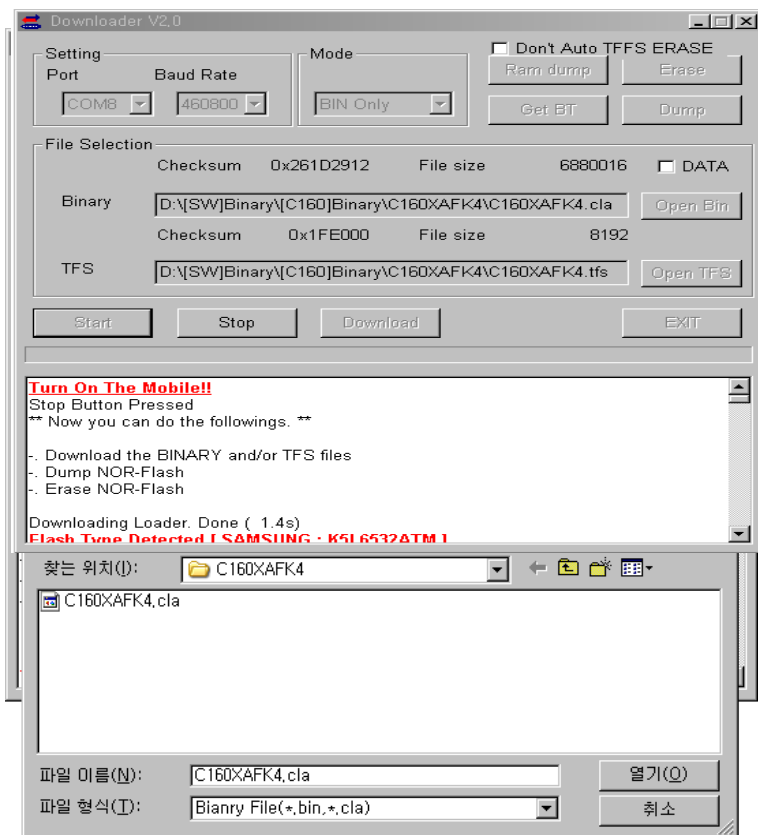 Downloader V2,0
Setting
Port
Baud Rate
COM8
460800
Mode
BIN Only
Don't Auto TFFS ERASE
Ram dump
Erase
Get BT
Dump
File Selection
Checksum 0x261D2912 File size 6880016 DATA
Binary D:\[SW]Binary\[C160]Binary\C160XAFK4\C160XAFK4.cla Open Bin
Checksum 0x1FE000 File size 8192
TFS D:\[SW]Binary\[C160]Binary\C160XAFK4\C160XAFK4.tfs Open TFS
Start Stop Download EXIT
Turn On The Mobile!!
Stop Button Pressed
** Now you can do the followings. **
-. Download the BINARY and/or TFS files
-. Dump NOR-Flash
-. Erase NOR-Flash
Downloading Loader. Done ( 1.4s)
Flash Type Detected [ SAMSUNG : K5L6532ATM ]
찾는 위치(I): C160XAFK4
C160XAFK4,cla
파일 이름(N): C160XAFK4,cla 열기(O)
파일 형식(T): Bianry File(*,bin,*,cla) 취소